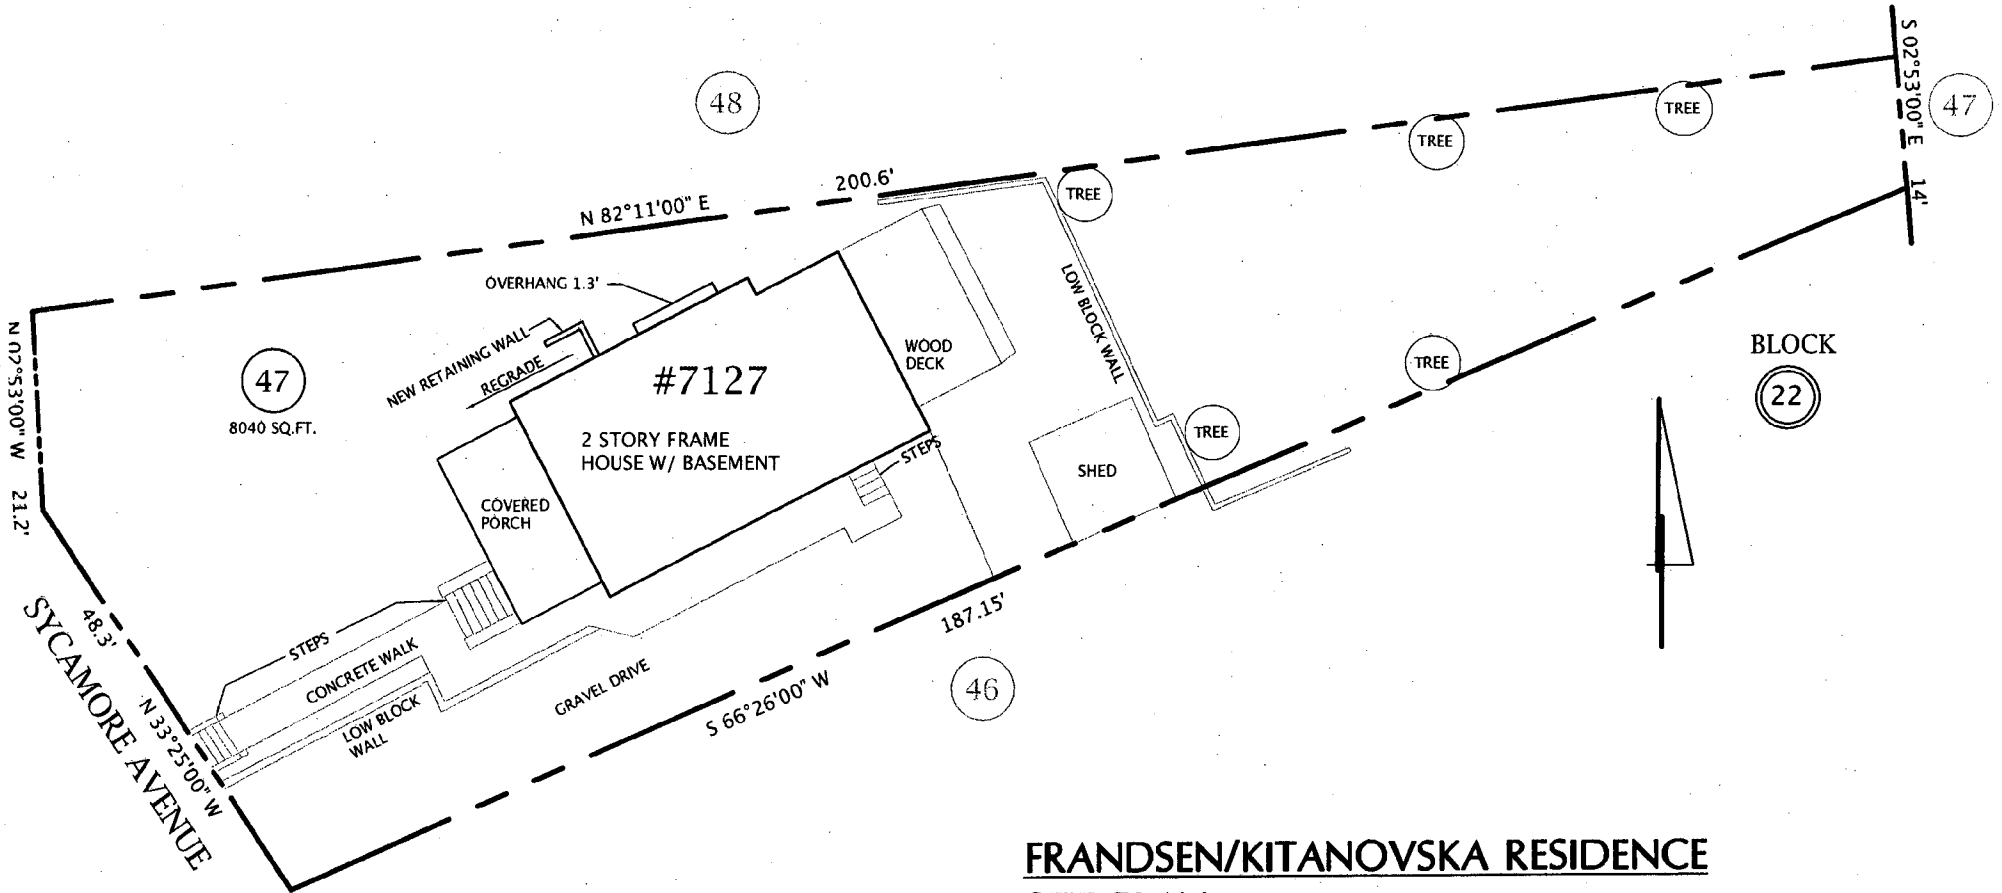 S 02°53'00" E
14'
48
47
TREE
TREE
TREE
200.6'
N 82°11'00" E
OVERHANG 1.3'
NEW RETAINING WALL
REGRADE
LOW BLOCK WALL
WOOD
DECK
#7127
2 STORY FRAME
HOUSE W/ BASEMENT
47
8040 SQ.FT.
N 02°53'00" W
21.2'
TREE
BLOCK
22
TREE
STEPS
SHED
COVERED
PORCH
48.3'
N 33°25'00" W
SYCAMORE AVENUE
STEPS
CONCRETE WALK
LOW BLOCK
WALL
GRAVEL DRIVE
187.15'
S 66°26'00" W
46
FRANDSEN/KITANOVSKA RESIDENCE